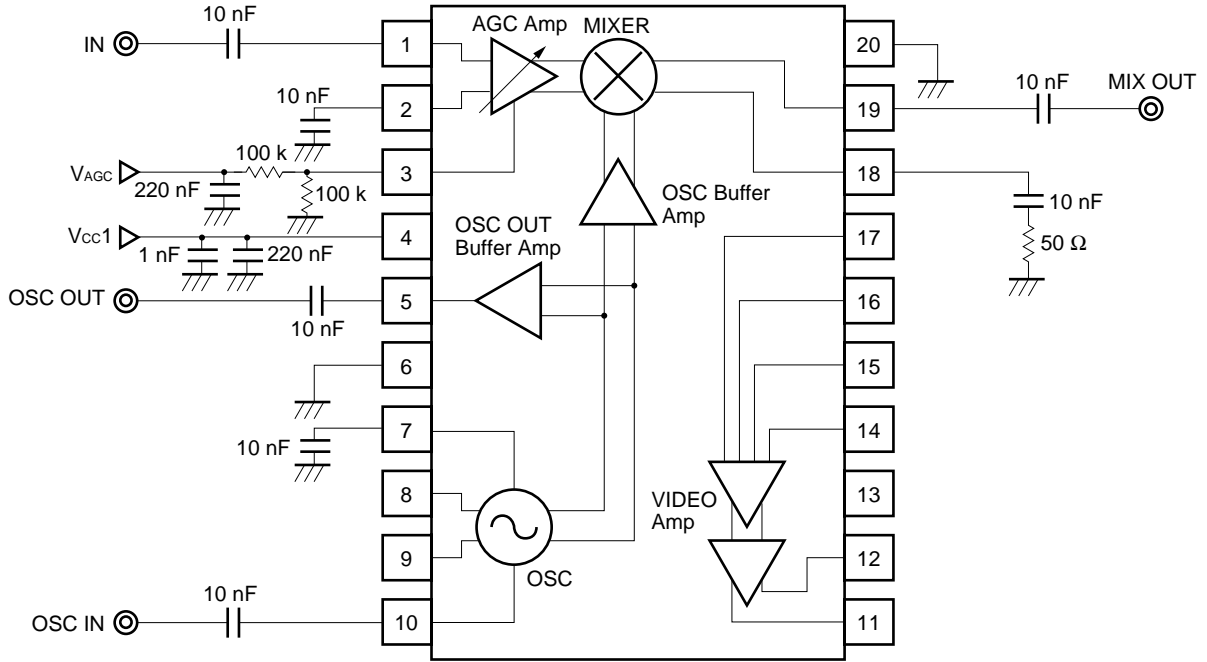 10 nF
IN
1
AGC Amp
MIXER
20
10 nF
MIX OUT
10 nF
2
19
VAGC
100 k
220 nF
100 k
3
18
10 nF
50 Ω
VCC1
1 nF
220 nF
4
OSC OUT
Buffer Amp
OSC Buffer
Amp
17
OSC OUT
10 nF
5
16
6
15
10 nF
7
14
8
VIDEO
Amp
13
9
OSC
12
10 nF
OSC IN
10
11